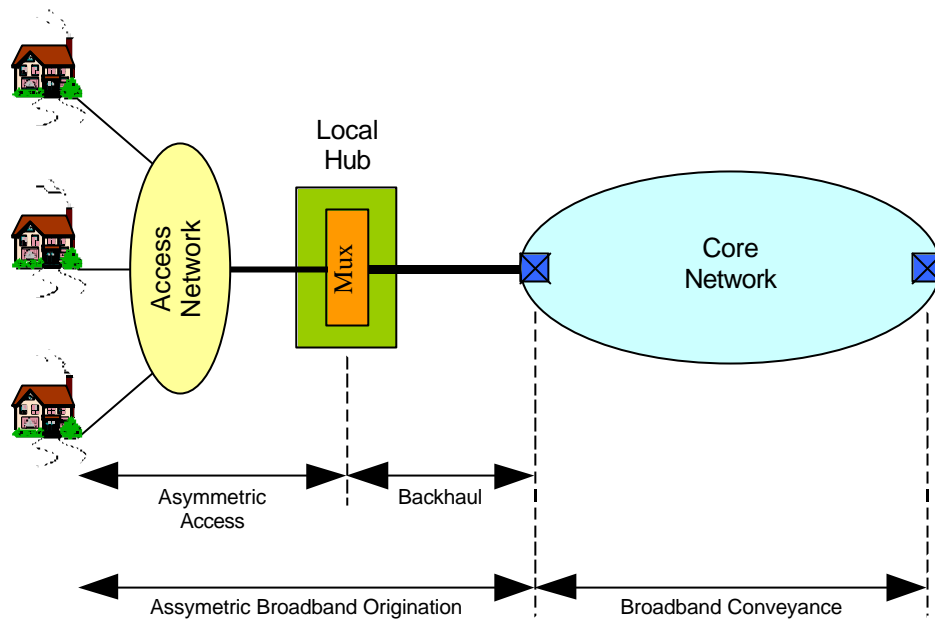 Local
Hub
Access
Network
Mux
Core
Network
Asymmetric
Access
Backhaul
Assymetric Broadband Origination
Broadband Conveyance